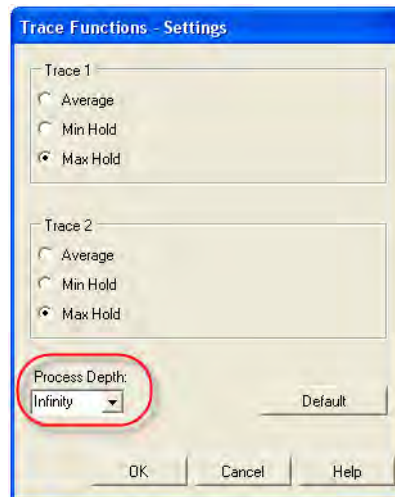 Trace Functions - Settings
Trace 1
Average
Min Hold
Max Hold
Trace 2
Average
Min Hold
Max Hold
Process Depth:
Infinity
Default
OK Cancel Help